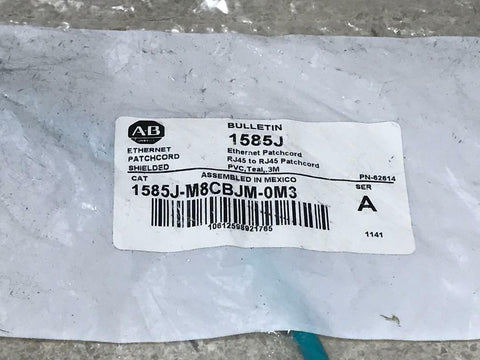 AB
ETHERNET
PATCHCORD
SHIELDED
BULLETIN
1585J
Ethernet Patchcord
RJ45 to RJ45 Patchcord
PVC,Teal,.3M
CAT
ASSEMBLED IN MEXICO
PN-62614
1585J-M8CBJM-0M3
SER
A
10612598921765
1141